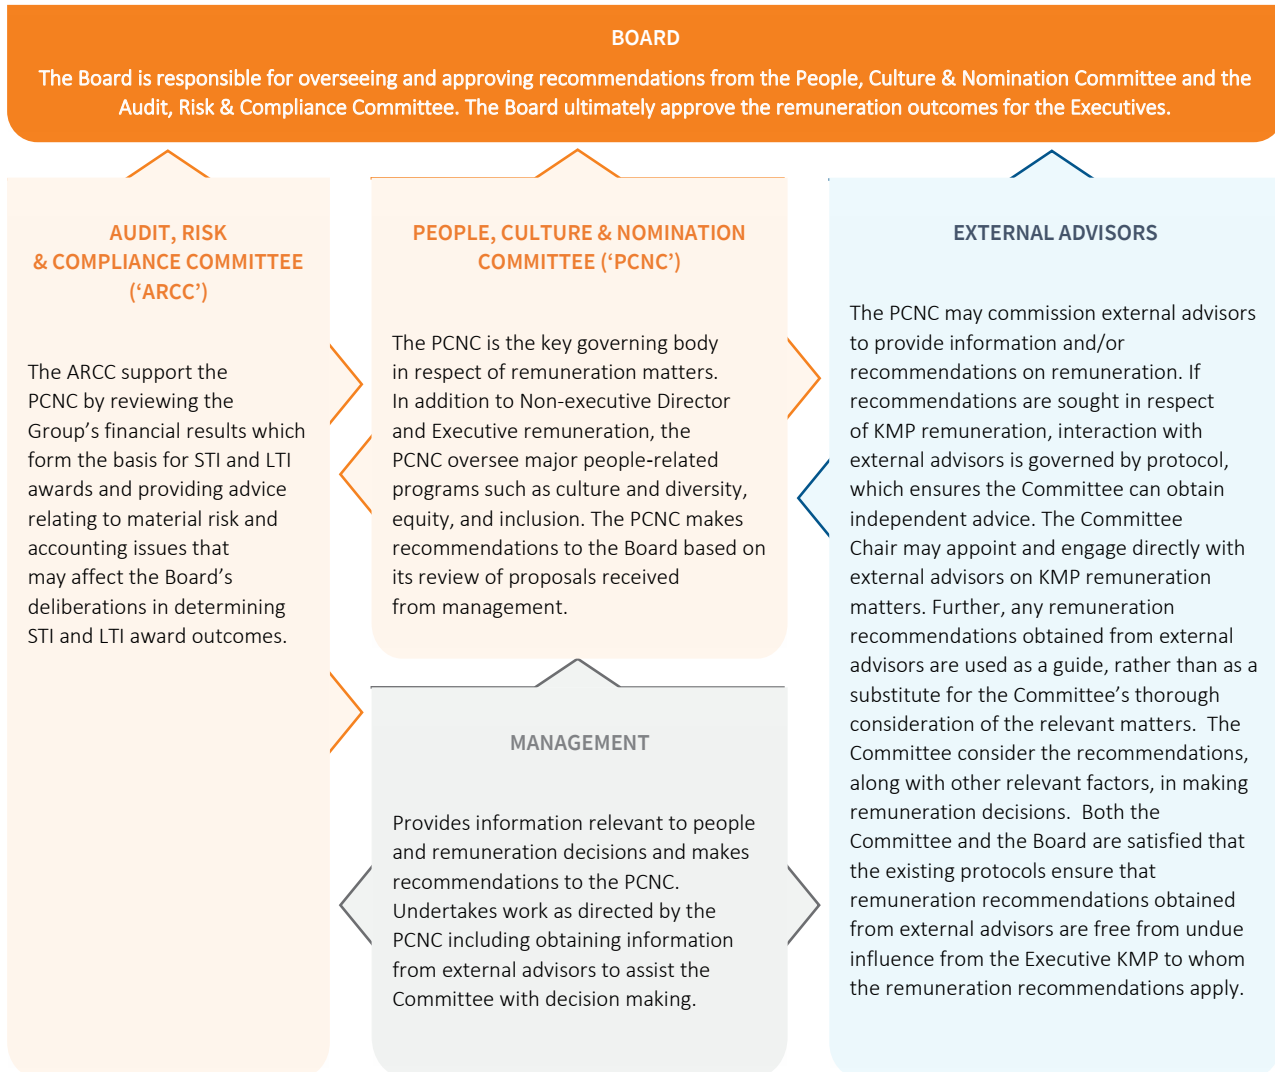 BOARD
The Board is responsible for overseeing and approving recommendations from the People, Culture & Nomination Committee and the
Audit, Risk & Compliance Committee. The Board ultimately approve the remuneration outcomes for the Executives.
AUDIT, RISK
& COMPLIANCE COMMITTEE
(‘ARCC’)
The ARCC support the
PCNC by reviewing the
Group’s financial results which
form the basis for STI and LTI
awards and providing advice
relating to material risk and
accounting issues that
may affect the Board’s
deliberations in determining
STI and LTI award outcomes.
PEOPLE, CULTURE & NOMINATION
COMMITTEE (‘PCNC’)
The PCNC is the key governing body
in respect of remuneration matters.
In addition to Non-executive Director
and Executive remuneration, the
PCNC oversee major people-related
programs such as culture and diversity,
equity, and inclusion. The PCNC makes
recommendations to the Board based on
its review of proposals received
from management.
MANAGEMENT
Provides information relevant to people
and remuneration decisions and makes
recommendations to the PCNC.
Undertakes work as directed by the
PCNC including obtaining information
from external advisors to assist the
Committee with decision making.
EXTERNAL ADVISORS
The PCNC may commission external advisors
to provide information and/or
recommendations on remuneration. If
recommendations are sought in respect
of KMP remuneration, interaction with
external advisors is governed by protocol,
which ensures the Committee can obtain
independent advice. The Committee
Chair may appoint and engage directly with
external advisors on KMP remuneration
matters. Further, any remuneration
recommendations obtained from external
advisors are used as a guide, rather than as a
substitute for the Committee’s thorough
consideration of the relevant matters.  The
Committee consider the recommendations,
along with other relevant factors, in making
remuneration decisions.  Both the
Committee and the Board are satisfied that
the existing protocols ensure that
remuneration recommendations obtained
from external advisors are free from undue
influence from the Executive KMP to whom
the remuneration recommendations apply.